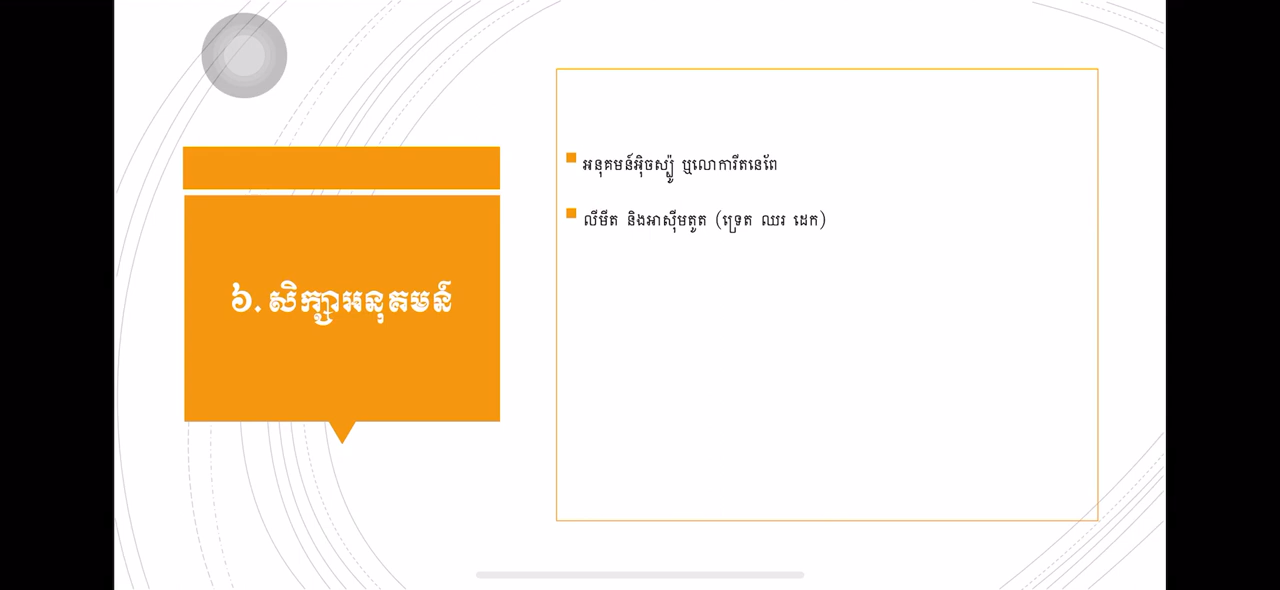 ៦. សិក្សាអនុគមន៍
អនុគមន៍អ៊ិចស្ប៉ូ ឬលោការីតនេពែ
លីមីត និងអាស៊ីមតូត (ទ្រេត ឈរ ដេក)